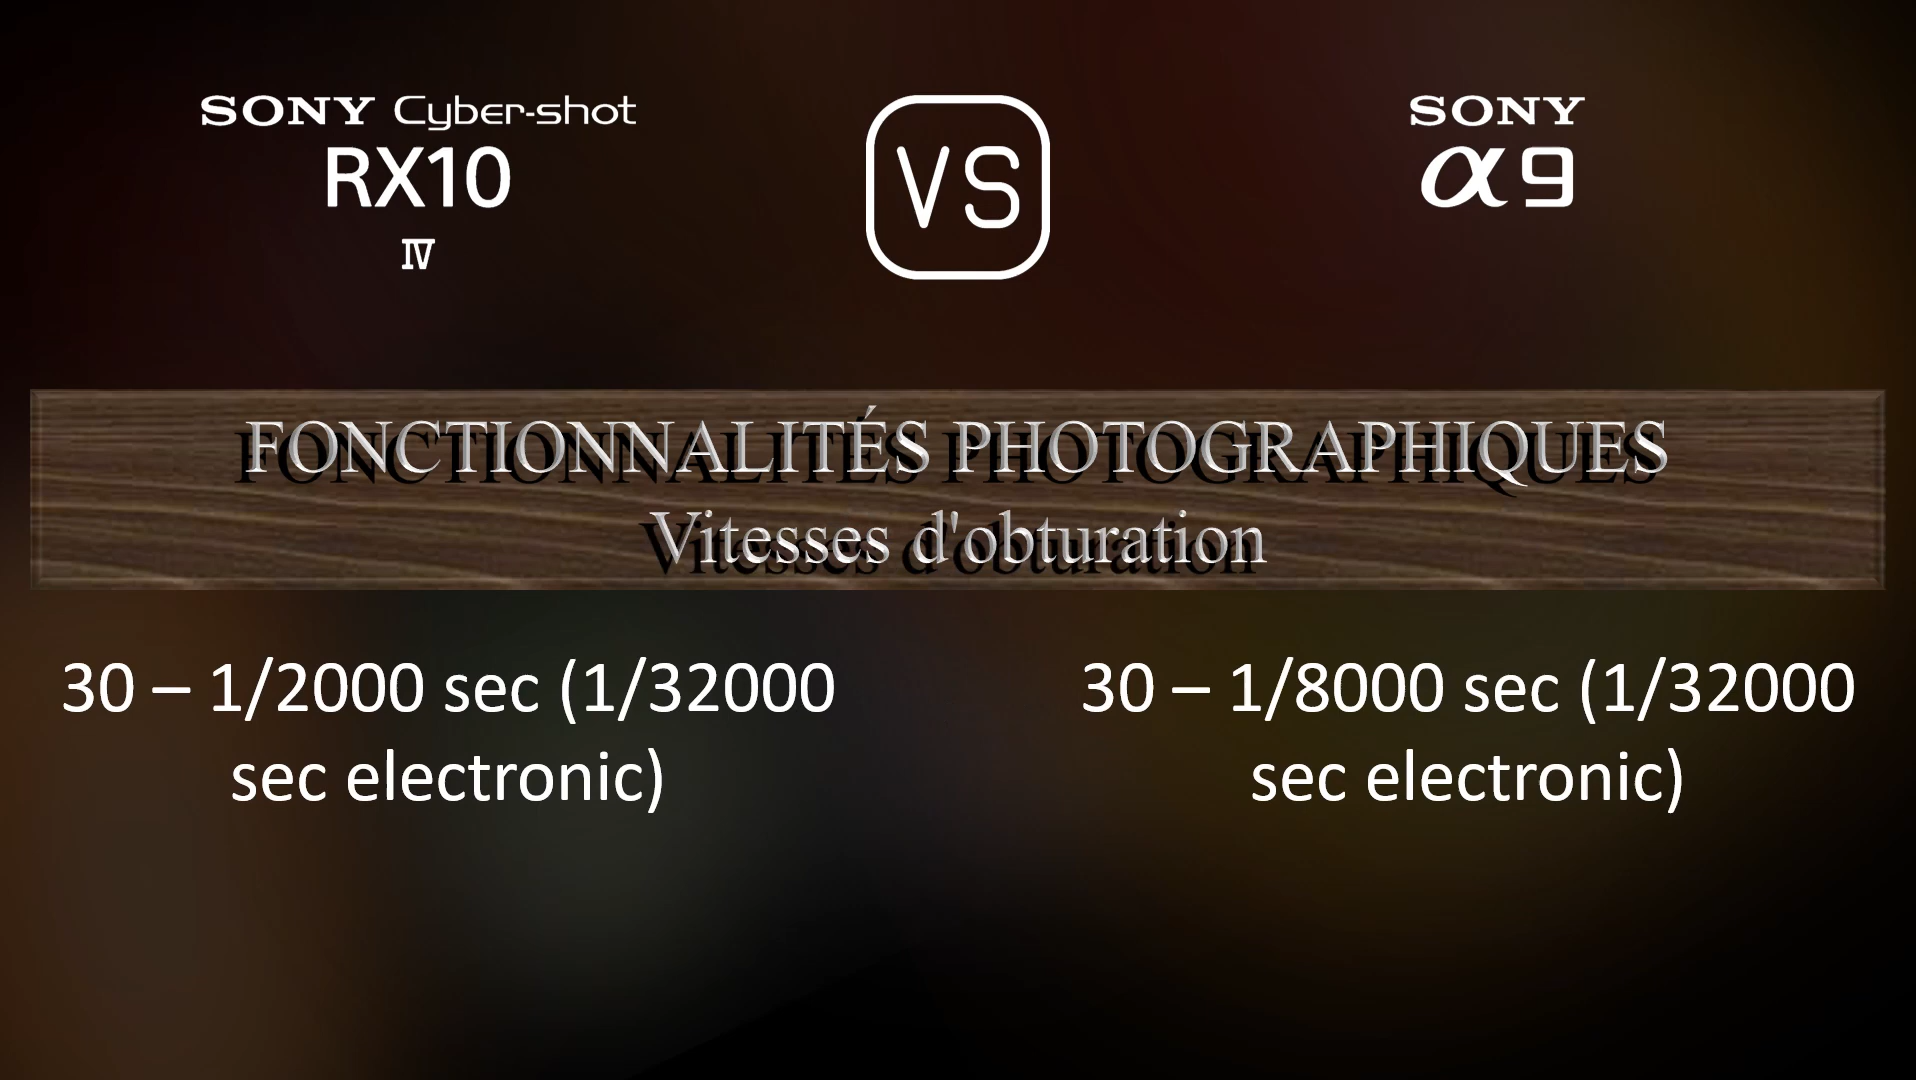 SONY Cyber-shot
RX10
IV
VS
SONY
α9
FONCTIONNALITÉS PHOTOGRAPHIQUES
Vitesses d'obturation
30 – 1/2000 sec (1/32000
sec electronic)
30 – 1/8000 sec (1/32000
sec electronic)